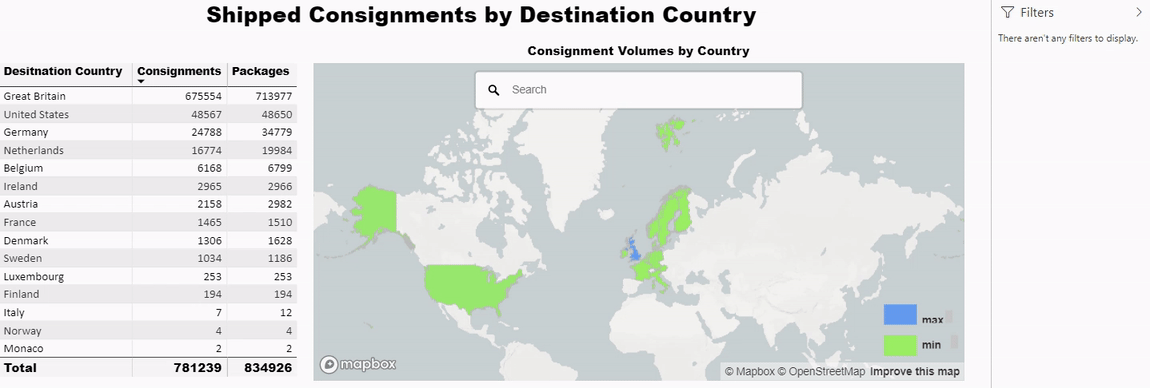 Shipped Consignments by Destination Country
Filters
There aren't any filters to display.
Consignment Volumes by Country
Desitnation Country Consignments Packages
Great Britain 675554 713977
United States 48567 48650
Germany 24788 34779
Netherlands 16774 19984
Belgium 6168 6799
Ireland 2965 2966
Austria 2158 2982
France 1465 1510
Denmark 1306 1628
Sweden 1034 1186
Luxembourg 253 253
Finland 194 194
Italy 7 12
Norway 4 4
Monaco 2 2
Total 781239 834926
Search
max
min
mapbox
© Mapbox © OpenStreetMap Improve this map